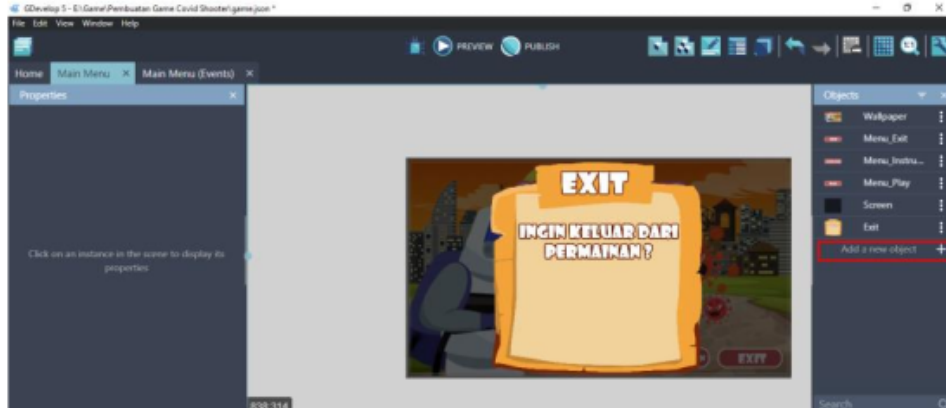 GDevelop 5 - E:\Game\Pembuatan Game Covid Shooter\game.json *
File Edit View Window Help
PREVIEW PUBLISH
Home Main Menu × Main Menu (Events) ×
Properties ×
Objects
Wallpaper
Menu_Exit
Menu_Instru...
Menu_Play
Screen
Exit
Add a new object +
Click on an instance in the scene to display its
properties
EXIT
INGIN KELUAR DARI
PERMAINAN ?
EXIT
838;314
Search